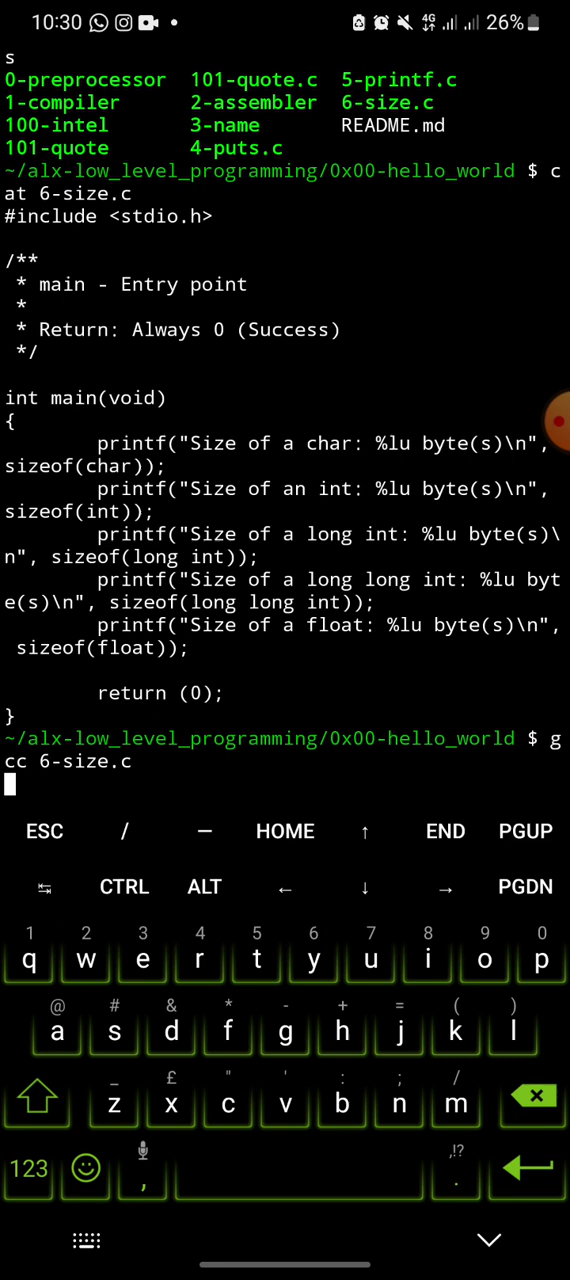 10:30 4G 26%
s
0-preprocessor 101-quote.c 5-printf.c
1-compiler 2-assembler 6-size.c
100-intel 3-name README.md
101-quote 4-puts.c
~/alx-low_level_programming/0x00-hello_world $ c
at 6-size.c
#include <stdio.h>
/**
 * main - Entry point
 *
 * Return: Always 0 (Success)
 */
int main(void)
{
        printf("Size of a char: %lu byte(s)\n",
sizeof(char));
        printf("Size of an int: %lu byte(s)\n",
sizeof(int));
        printf("Size of a long int: %lu byte(s)\
n", sizeof(long int));
        printf("Size of a long long int: %lu byt
e(s)\n", sizeof(long long int));
        printf("Size of a float: %lu byte(s)\n",
 sizeof(float));
        return (0);
}
~/alx-low_level_programming/0x00-hello_world $ g
cc 6-size.c
ESC / — HOME ↑ END PGUP
↹ CTRL ALT ← ↓ → PGDN
1 2 3 4 5 6 7 8 9 0
q w e r t y u i o p
@ # & * - + = ( )
a s d f g h j k l
_ £ " ' : ; /
z x c v b n m
,!?
123 , .